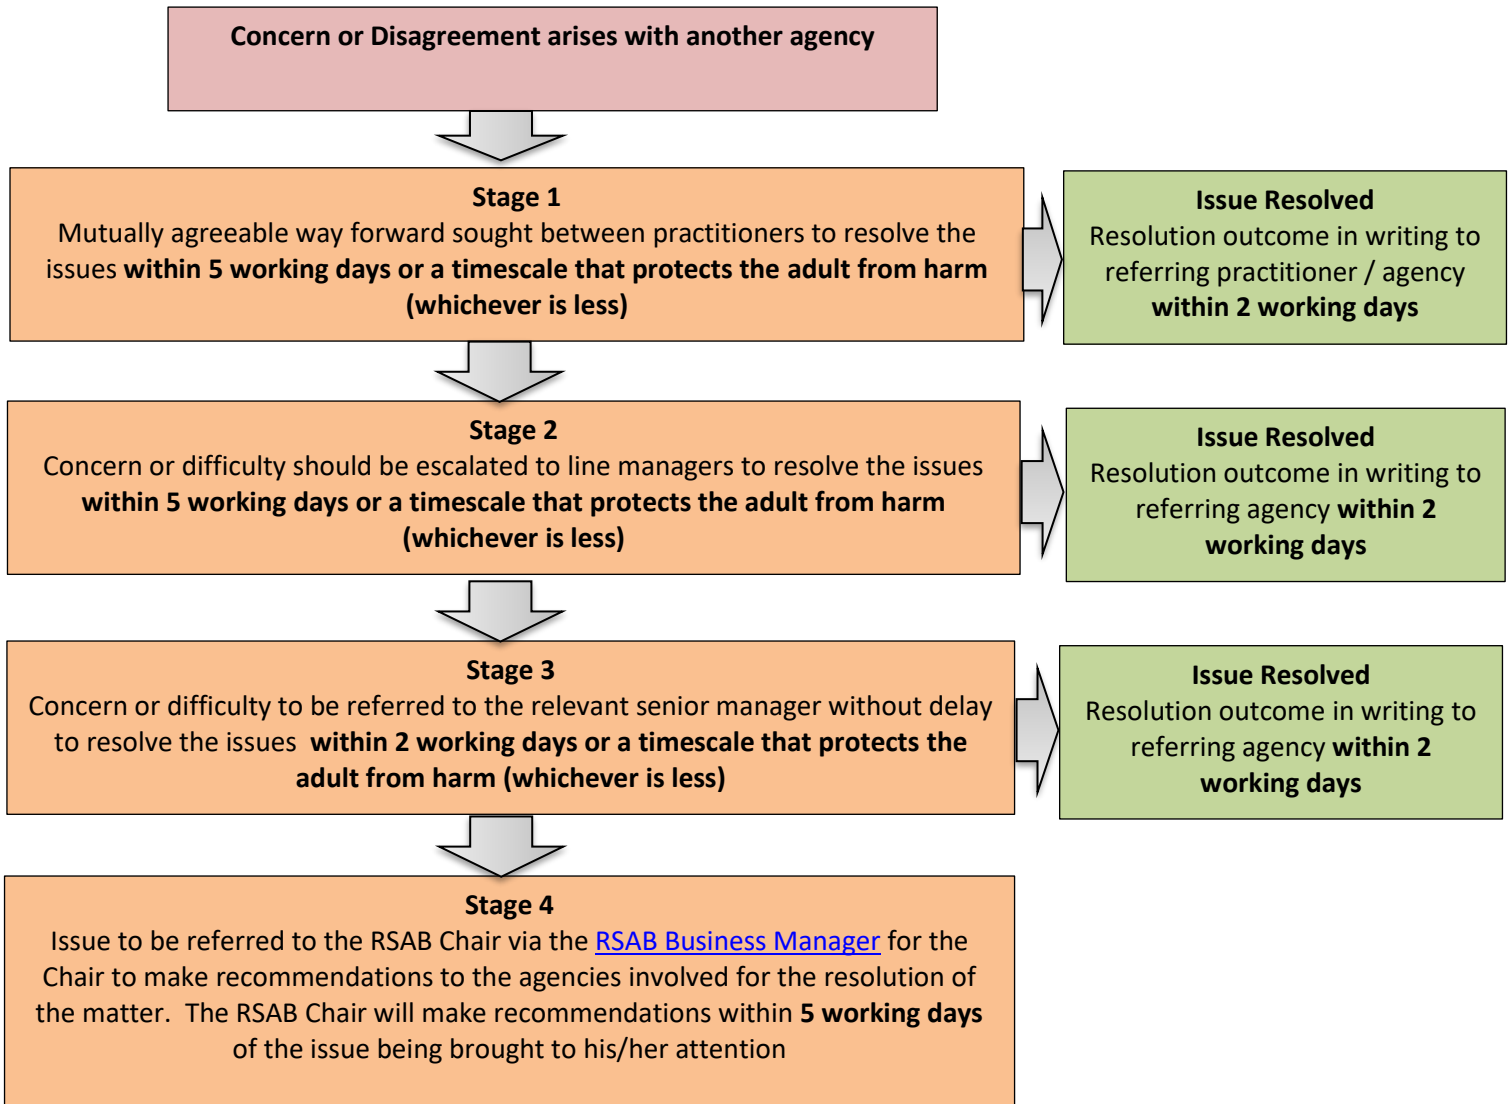 Concern or Disagreement arises with another agency
Stage 1
Mutually agreeable way forward sought between practitioners to resolve the
issues within 5 working days or a timescale that protects the adult from harm
(whichever is less)
Issue Resolved
Resolution outcome in writing to
referring practitioner / agency
within 2 working days
Stage 2
Concern or difficulty should be escalated to line managers to resolve the issues
within 5 working days or a timescale that protects the adult from harm
(whichever is less)
Issue Resolved
Resolution outcome in writing to
referring agency within 2
working days
Stage 3
Concern or difficulty to be referred to the relevant senior manager without delay
to resolve the issues within 2 working days or a timescale that protects the
adult from harm (whichever is less)
Issue Resolved
Resolution outcome in writing to
referring agency within 2
working days
Stage 4
Issue to be referred to the RSAB Chair via the RSAB Business Manager for the
Chair to make recommendations to the agencies involved for the resolution of
the matter. The RSAB Chair will make recommendations within 5 working days
of the issue being brought to his/her attention